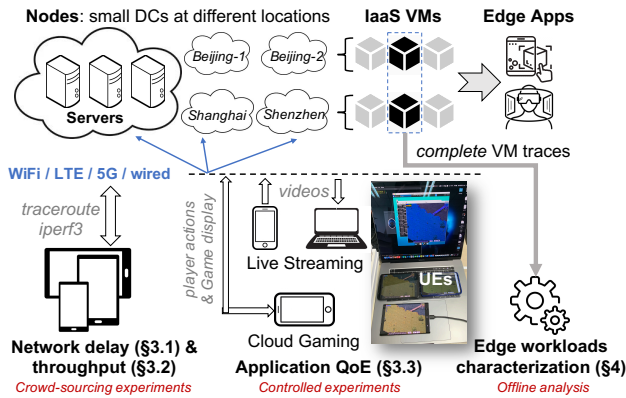 Nodes: small DCs at different locations
IaaS VMs
Edge Apps
Beijing-1
Beijing-2
Servers
Shanghai
Shenzhen
complete VM traces
WiFi / LTE / 5G / wired
traceroute
iperf3
player actions
& Game display
videos
Live Streaming
UEs
Cloud Gaming
Network delay (§3.1) &
throughput (§3.2)
Crowd-sourcing experiments
Application QoE (§3.3)
Controlled experiments
Edge workloads
characterization (§4)
Offline analysis